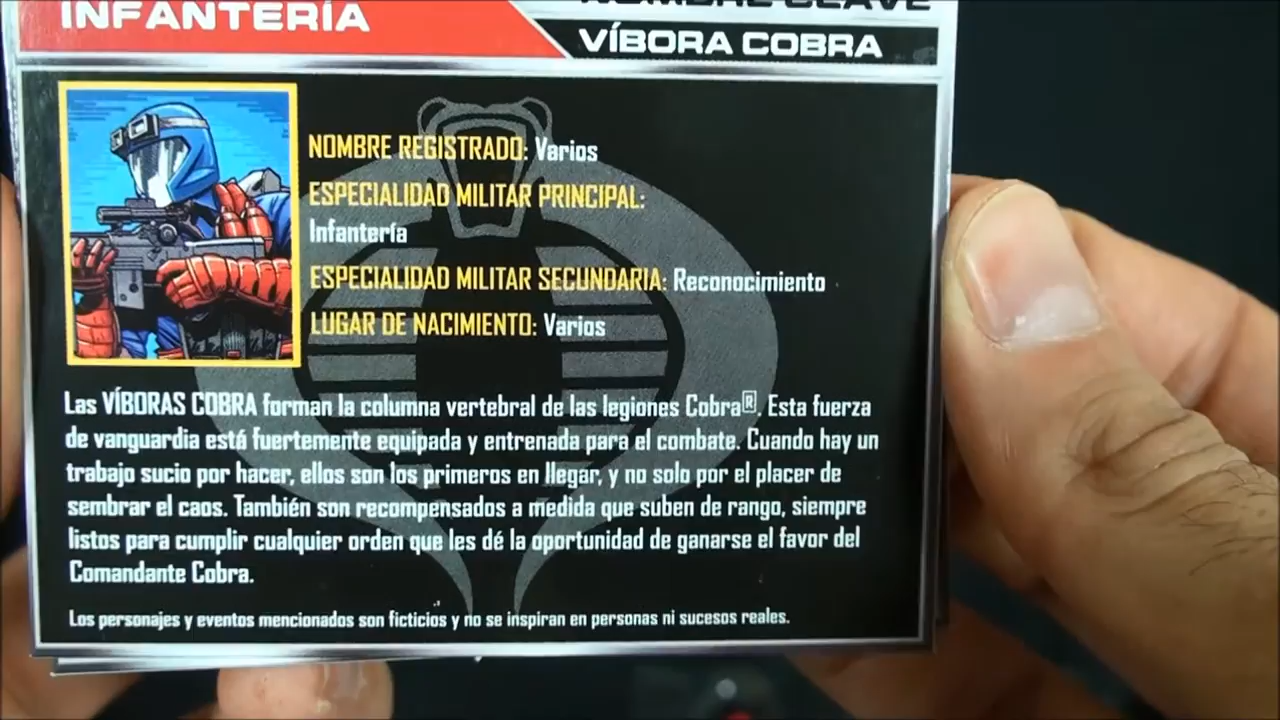 INFANTERÍA
NOMBRE CLAVE
VÍBORA COBRA
NOMBRE REGISTRADO: Varios
ESPECIALIDAD MILITAR PRINCIPAL:
Infantería
ESPECIALIDAD MILITAR SECUNDARIA: Reconocimiento
LUGAR DE NACIMIENTO: Varios
Las VÍBORAS COBRA forman la columna vertebral de las legiones Cobra®. Esta fuerza
de vanguardia está fuertemente equipada y entrenada para el combate. Cuando hay un
trabajo sucio por hacer, ellos son los primeros en llegar, y no solo por el placer de
sembrar el caos. También son recompensados a medida que suben de rango, siempre
listos para cumplir cualquier orden que les dé la oportunidad de ganarse el favor del
Comandante Cobra.
Los personajes y eventos mencionados son ficticios y no se inspiran en personas ni sucesos reales.